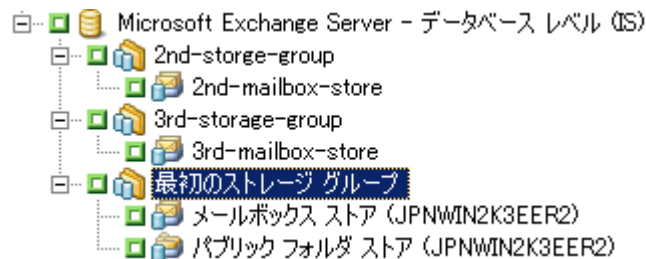 Microsoft Exchange Server - データベース レベル (IS)
2nd-storge-group
2nd-mailbox-store
3rd-storage-group
3rd-mailbox-store
最初のストレージ グループ
メールボックス ストア (JPNWIN2K3EER2)
パブリック フォルダ ストア (JPNWIN2K3EER2)